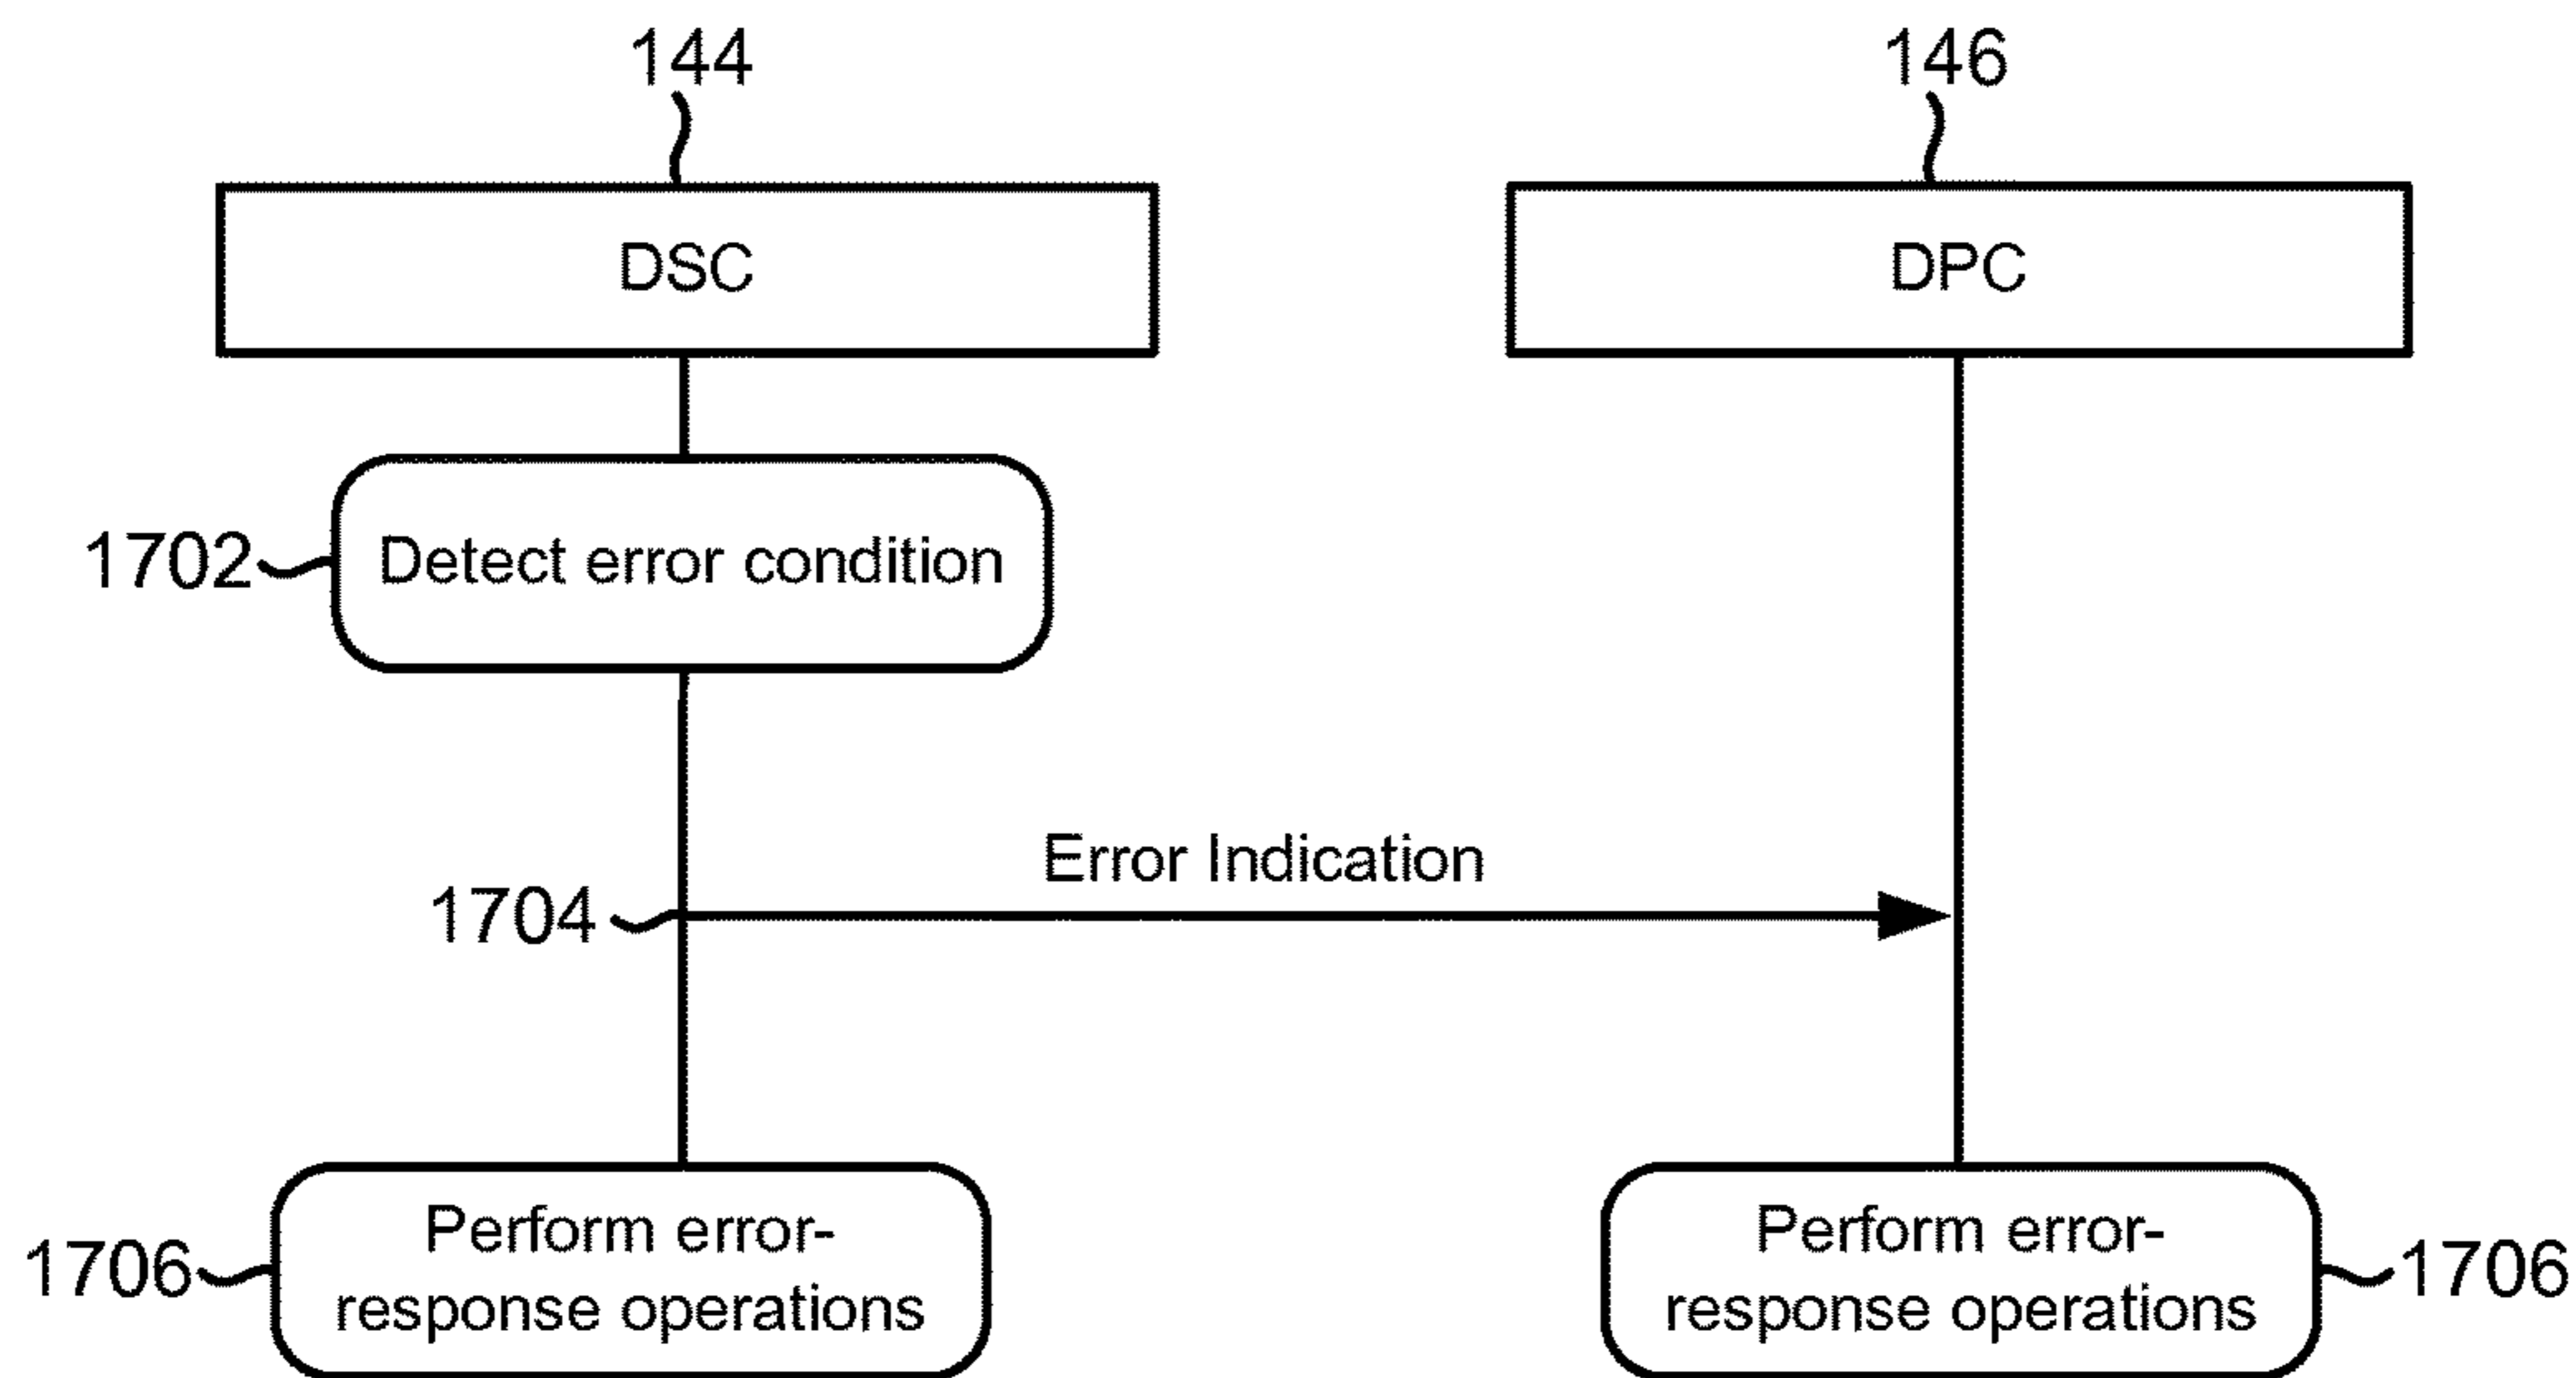 144
146
DSC
DPC
1702
Detect error condition
Error Indication
1704
Perform error-
response operations
1706
Perform error-
response operations
1706